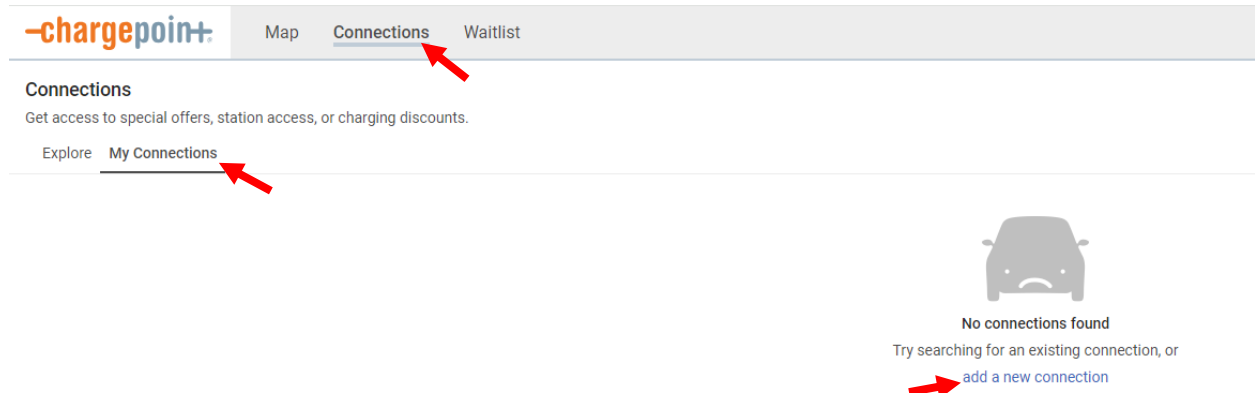 chargepoint. Map Connections Waitlist
Connections
Get access to special offers, station access, or charging discounts.
Explore My Connections
No connections found
Try searching for an existing connection, or
add a new connection